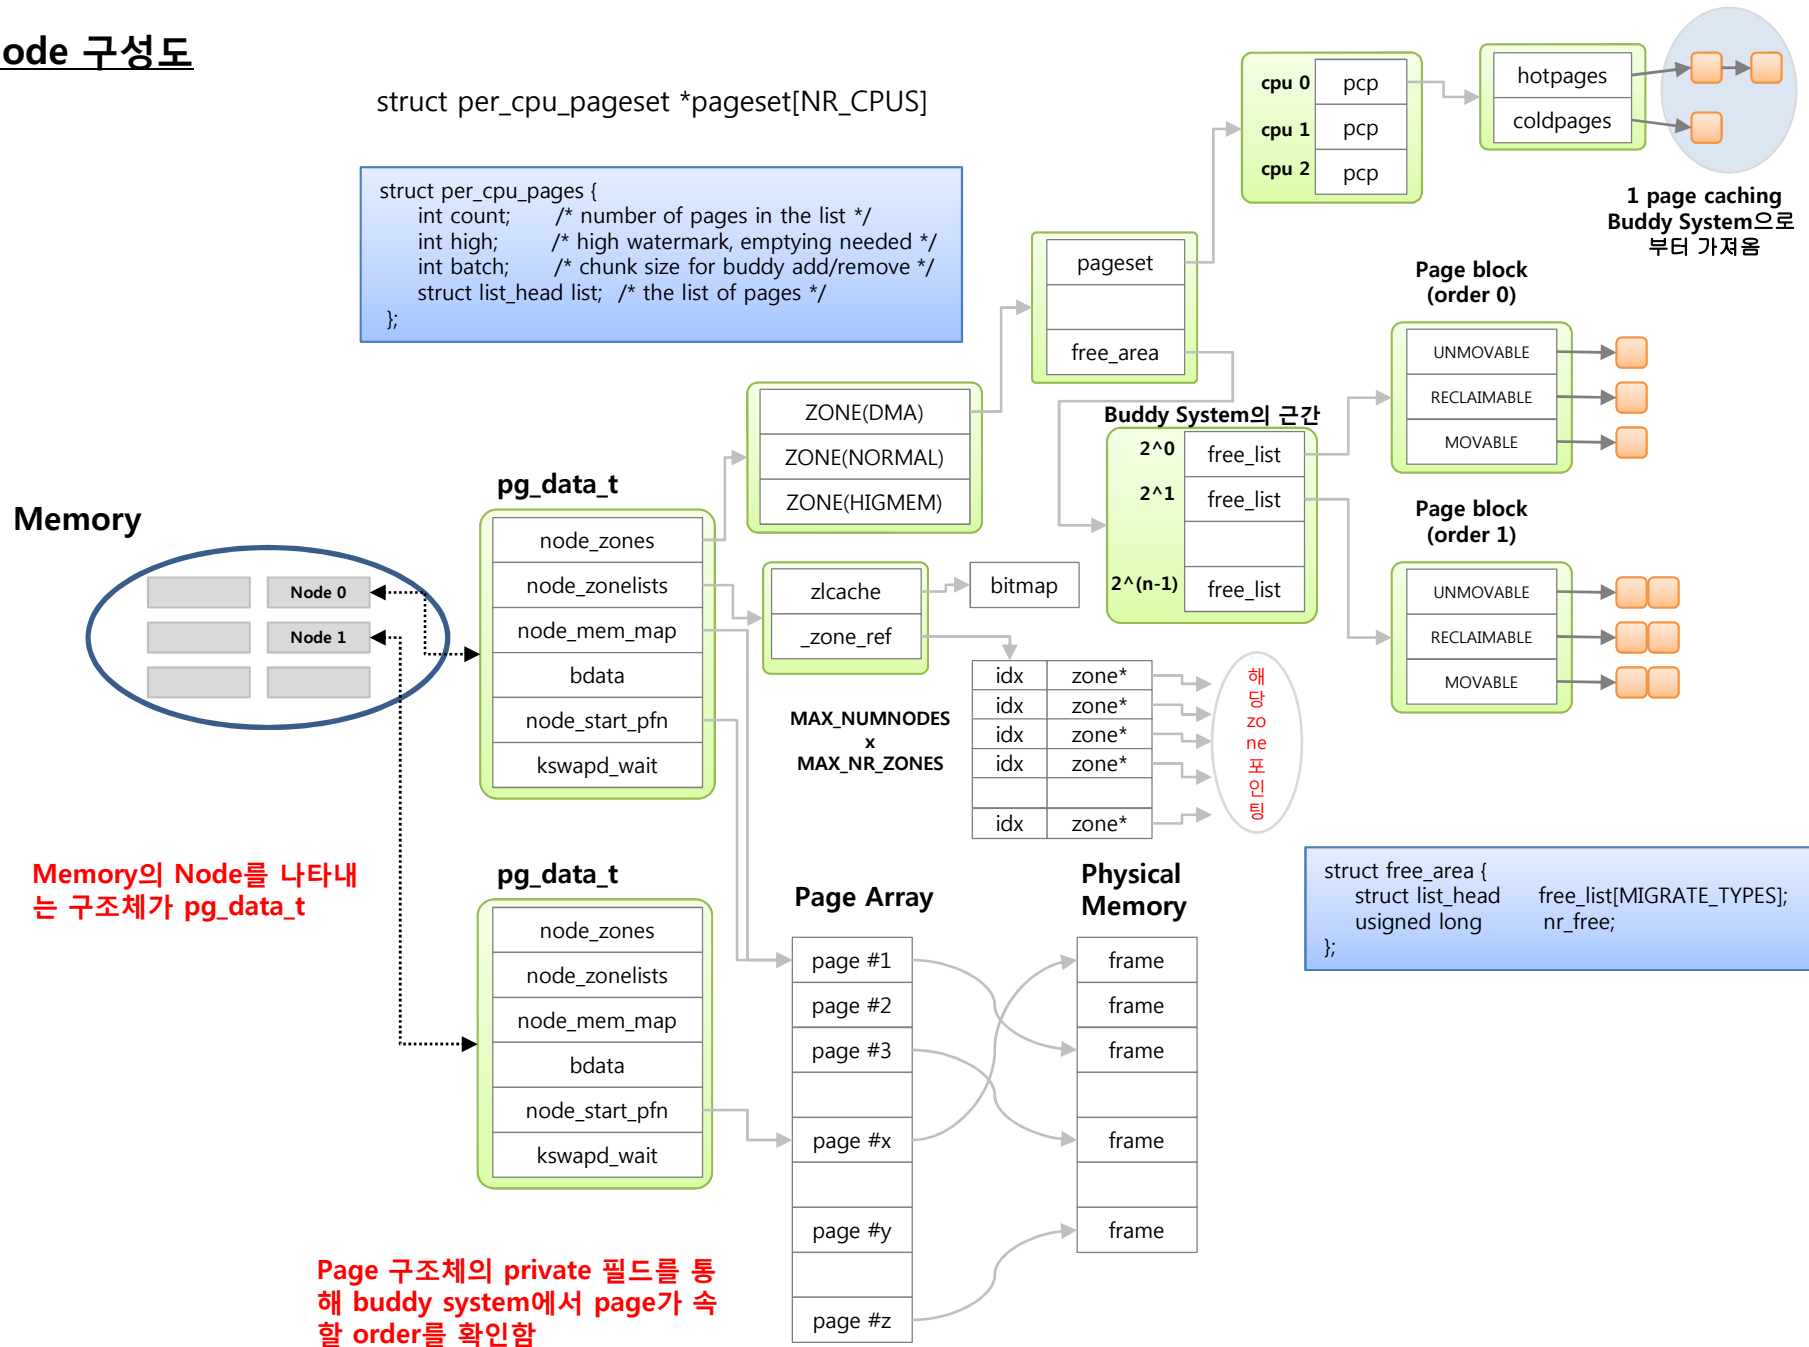 ode 구성도
struct per_cpu_pageset *pageset[NR_CPUS]
struct per_cpu_pages {
int count; /* number of pages in the list */
int high; /* high watermark, emptying needed */
int batch; /* chunk size for buddy add/remove */
struct list_head list; /* the list of pages */
};
cpu 0 pcp
cpu 1 pcp
cpu 2 pcp
hotpages
coldpages
1 page caching
Buddy System으로
부터 가져옴
pageset
free_area
Page block
(order 0)
UNMOVABLE
RECLAIMABLE
MOVABLE
ZONE(DMA)
ZONE(NORMAL)
ZONE(HIGMEM)
Buddy System의 근간
2^0 free_list
2^1 free_list
2^(n-1) free_list
Page block
(order 1)
UNMOVABLE
RECLAIMABLE
MOVABLE
Memory
Node 0
Node 1
pg_data_t
node_zones
node_zonelists
node_mem_map
bdata
node_start_pfn
kswapd_wait
zlcache
_zone_ref
bitmap
MAX_NUMNODES
x
MAX_NR_ZONES
idx zone*
idx zone*
idx zone*
idx zone*
idx zone*
해
당
zo
ne
포
인
팅
Memory의 Node를 나타내
는 구조체가 pg_data_t
pg_data_t
node_zones
node_zonelists
node_mem_map
bdata
node_start_pfn
kswapd_wait
Page Array
page #1
page #2
page #3
page #x
page #y
page #z
Physical
Memory
frame
frame
frame
frame
frame
struct free_area {
struct list_head free_list[MIGRATE_TYPES];
usigned long nr_free;
};
Page 구조체의 private 필드를 통
해 buddy system에서 page가 속
할 order를 확인함